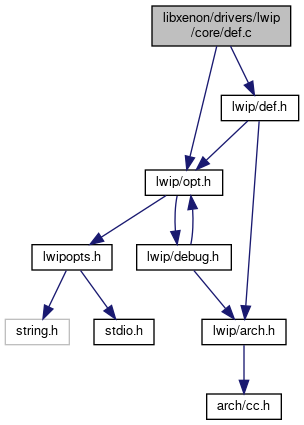 libxenon/drivers/lwip
/core/def.c
lwip/def.h
lwip/opt.h
lwipopts.h
lwip/debug.h
string.h
stdio.h
lwip/arch.h
arch/cc.h